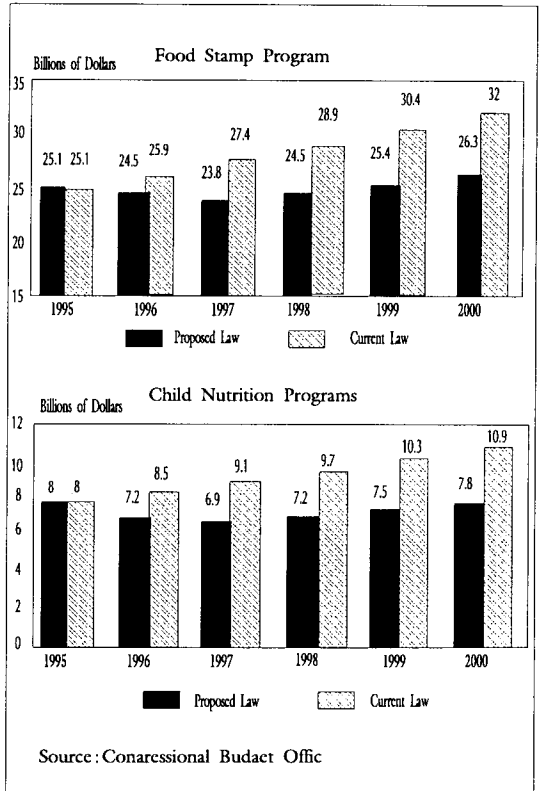 Food Stamp Program
Billions of Dollars
35
30
25
20
15
25.1 25.1 24.5 25.9 23.8 27.4 24.5 28.9 25.4 30.4 26.3 32
1995 1996 1997 1998 1999 2000
Proposed Law Current Law
Child Nutrition Programs
Billions of Dollars
12
10
8
6
4
2
0
8 8 7.2 8.5 6.9 9.1 7.2 9.7 7.5 10.3 7.8 10.9
1995 1996 1997 1998 1999 2000
Proposed Law Current Law
Source : Conaressional Budact Offic